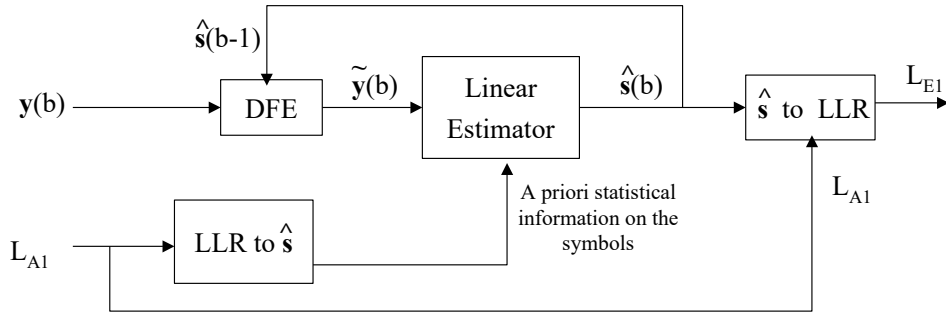 ŝ(b-1)
y(b)
DFE
ỹ(b)
Linear
Estimator
ŝ(b)
ŝ to LLR
L_E1
L_A1
A priori statistical
information on the
symbols
L_A1
LLR to ŝ